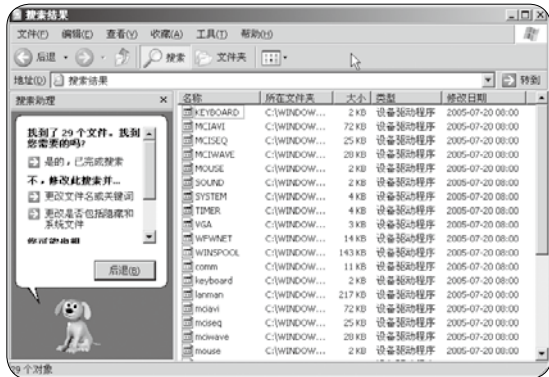 搜索结果
文件(F) 编辑(E) 查看(V) 收藏(A) 工具(T) 帮助(H)
后退 搜索 文件夹
地址(D) 搜索结果 转到
搜索助理
找到了 29 个文件。找到您需要的吗?
是的,已完成搜索
不,修改此搜索并...
更改文件名或关键词
更改是否包括隐藏和
系统文件
后退(B)
名称 所在文件夹 大小 类型 修改日期
KEYBOARD C:\WINDOW... 2 KB 设备驱动程序 2005-07-20 08:00
MCIAVI C:\WINDOW... 72 KB 设备驱动程序 2005-07-20 08:00
MCISEQ C:\WINDOW... 25 KB 设备驱动程序 2005-07-20 08:00
MCIWAVE C:\WINDOW... 28 KB 设备驱动程序 2005-07-20 08:00
MOUSE C:\WINDOW... 2 KB 设备驱动程序 2005-07-20 08:00
SOUND C:\WINDOW... 2 KB 设备驱动程序 2005-07-20 08:00
SYSTEM C:\WINDOW... 4 KB 设备驱动程序 2005-07-20 08:00
TIMER C:\WINDOW... 4 KB 设备驱动程序 2005-07-20 08:00
VGA C:\WINDOW... 3 KB 设备驱动程序 2005-07-20 08:00
WFWNET C:\WINDOW... 14 KB 设备驱动程序 2005-07-20 08:00
WINSPOOL C:\WINDOW... 143 KB 设备驱动程序 2005-07-20 08:00
comm C:\WINDOW... 11 KB 设备驱动程序 2005-07-20 08:00
keyboard C:\WINDOW... 2 KB 设备驱动程序 2005-07-20 08:00
lanman C:\WINDOW... 217 KB 设备驱动程序 2005-07-20 08:00
mciavi C:\WINDOW... 72 KB 设备驱动程序 2005-07-20 08:00
mciseq C:\WINDOW... 25 KB 设备驱动程序 2005-07-20 08:00
mciwave C:\WINDOW... 28 KB 设备驱动程序 2005-07-20 08:00
mouse C:\WINDOW... 2 KB 设备驱动程序 2005-07-20 08:00
29 个对象